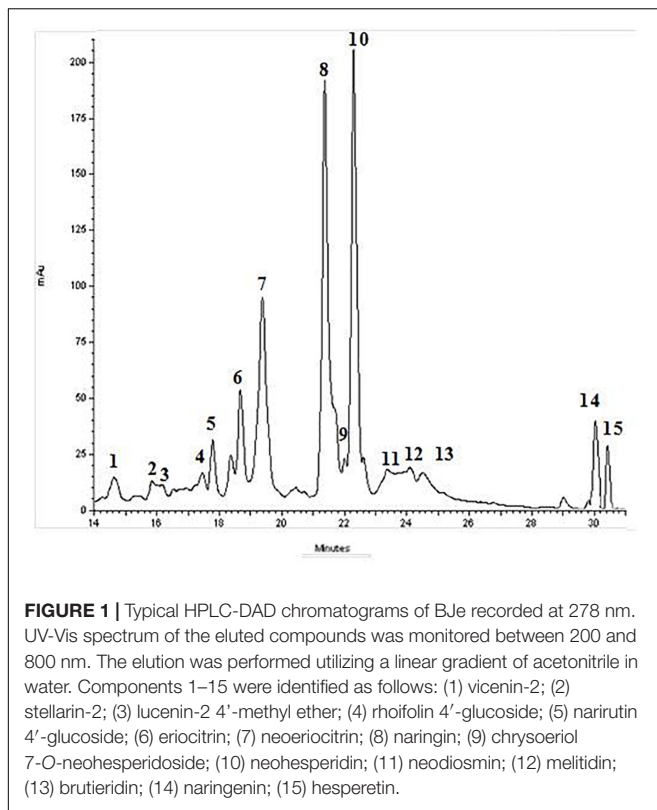 10
8
200
175
150
125
mAu
100
7
75
6
50
14
5
15
25
9
4
1
2
3
11
12
13
0
14 16 18 20 22 24 26 28 30
Minutes
FIGURE 1 | Typical HPLC-DAD chromatograms of BJe recorded at 278 nm.
UV-Vis spectrum of the eluted compounds was monitored between 200 and
800 nm. The elution was performed utilizing a linear gradient of acetonitrile in
water. Components 1–15 were identified as follows: (1) vicenin-2; (2)
stellarin-2; (3) lucenin-2 4’-methyl ether; (4) rhoifolin 4′-glucoside; (5) narirutin
4′-glucoside; (6) eriocitrin; (7) neoeriocitrin; (8) naringin; (9) chrysoeriol
7-O-neohesperidoside; (10) neohesperidin; (11) neodiosmin; (12) melitidin;
(13) brutieridin; (14) naringenin; (15) hesperetin.